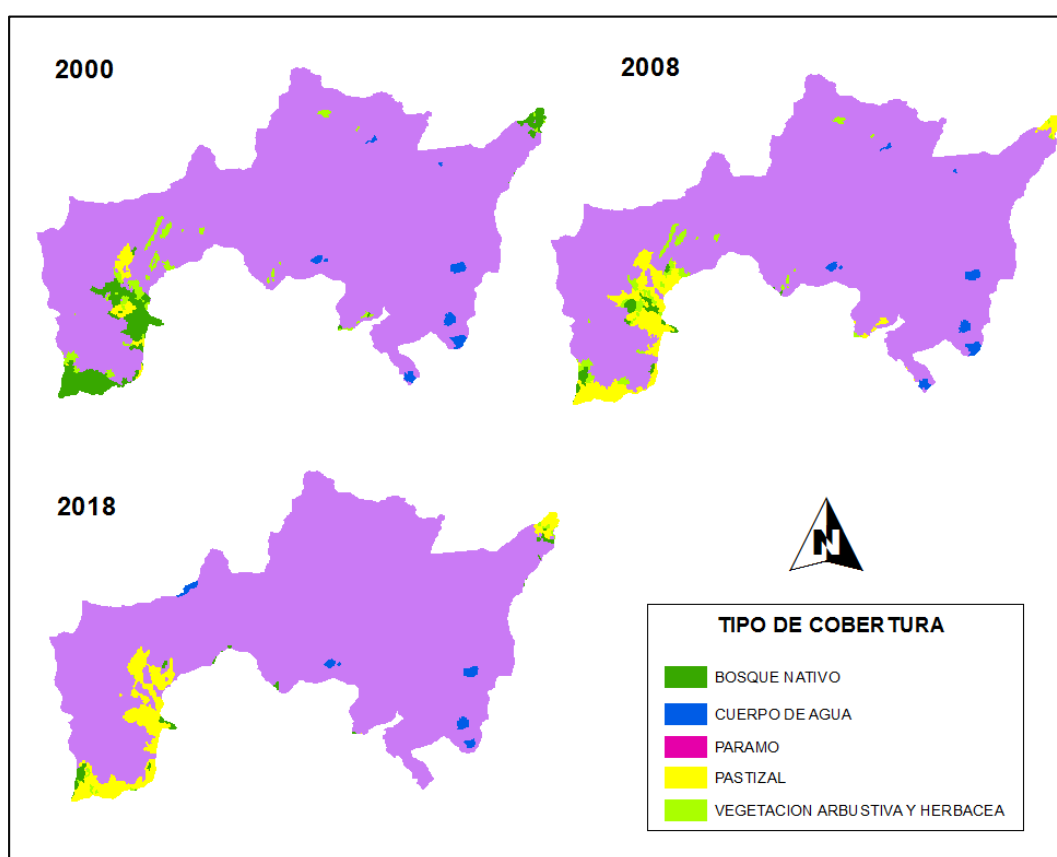 2000
2008
2018
N
TIPO DE COBERTURA
BOSQUE NATIVO
CUERPO DE AGUA
PARAMO
PASTIZAL
VEGETACION ARBUSTIVA Y HERBACEA